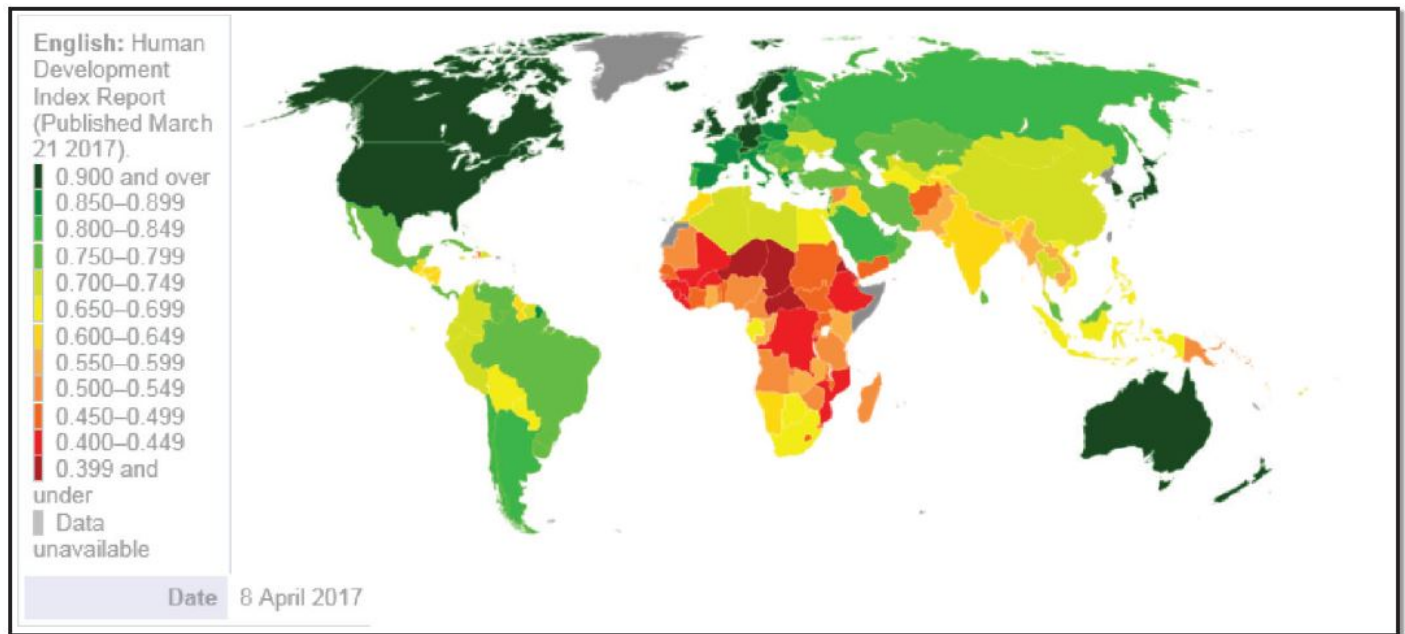 English: Human
Development
Index Report
(Published March
21 2017).
0.900 and over
0.850–0.899
0.800–0.849
0.750–0.799
0.700–0.749
0.650–0.699
0.600–0.649
0.550–0.599
0.500–0.549
0.450–0.499
0.400–0.449
0.399 and
under
Data
unavailable
Date 8 April 2017